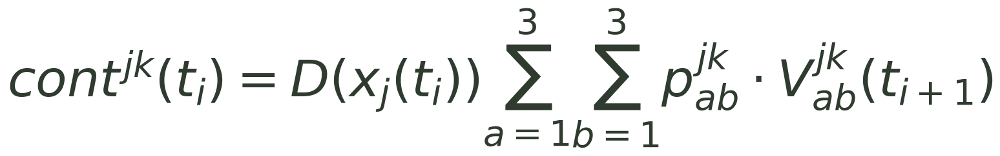 $cont^{jk}(t_i) = D(x_j(t_i)) \sum_{a=1}^{3} \sum_{b=1}^{3} p_{ab}^{jk} \cdot V_{ab}^{jk}(t_{i+1})$